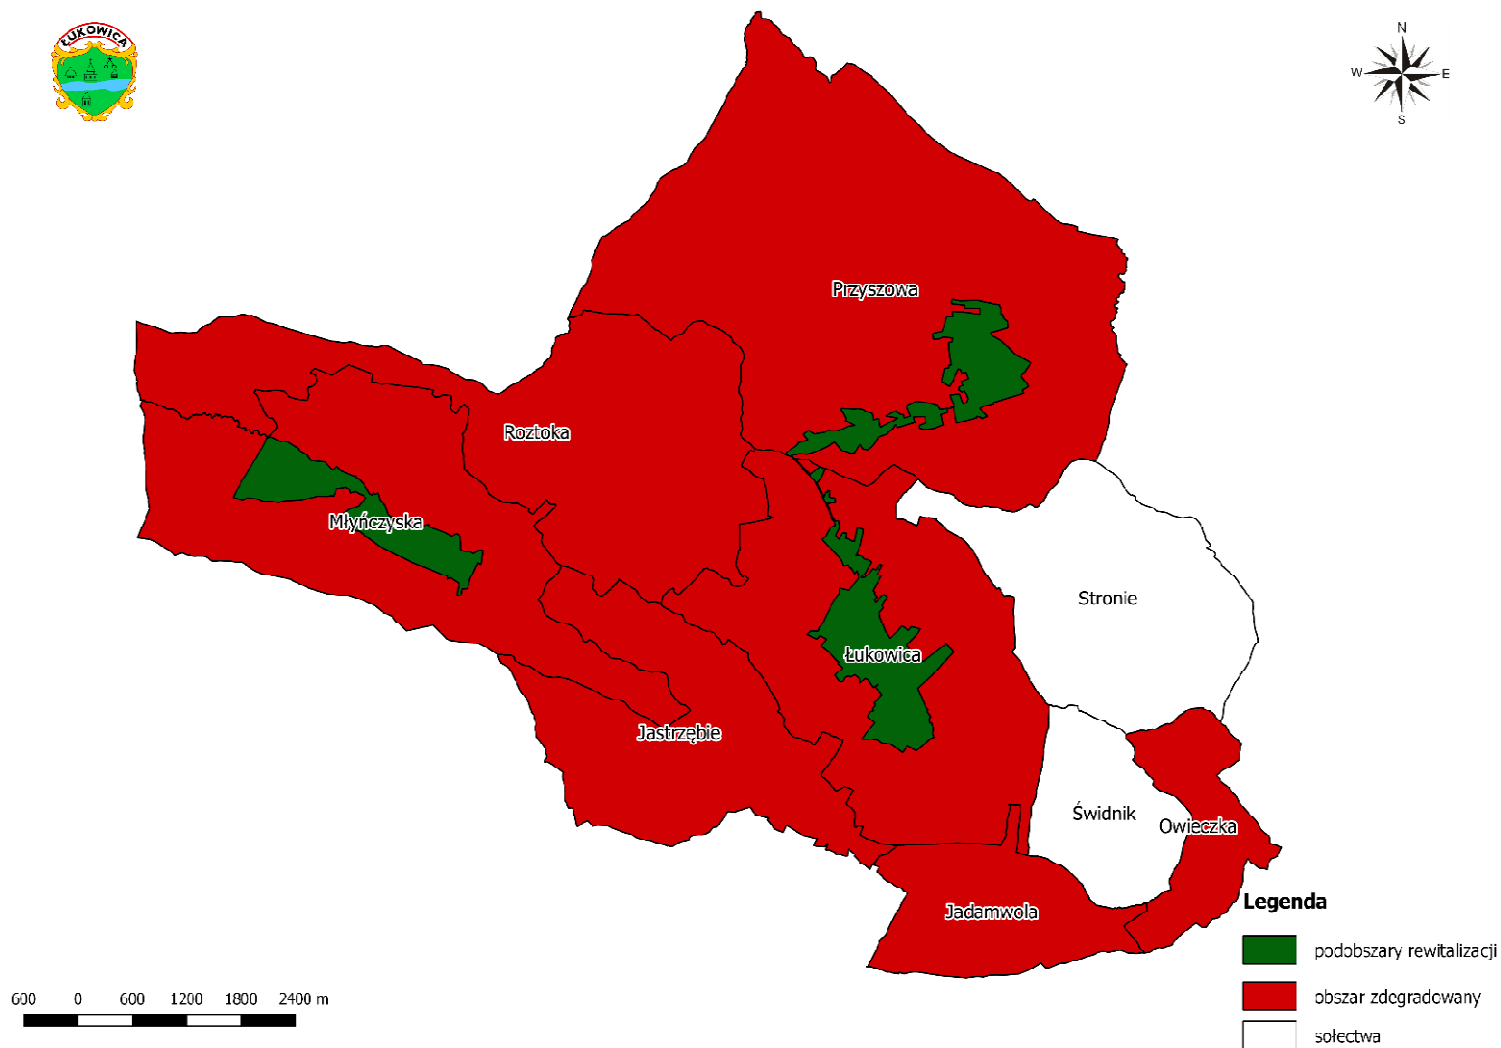 ŁUKOWICA
N
W E
S
Przyszowa
Roztoka
Młyńczyska
Stronie
Łukowica
Jastrzębie
Świdnik
Owieczka
Jadamwola
Legenda
podobszary rewitalizacji
obszar zdegradowany
sołectwa
600 0 600 1200 1800 2400 m